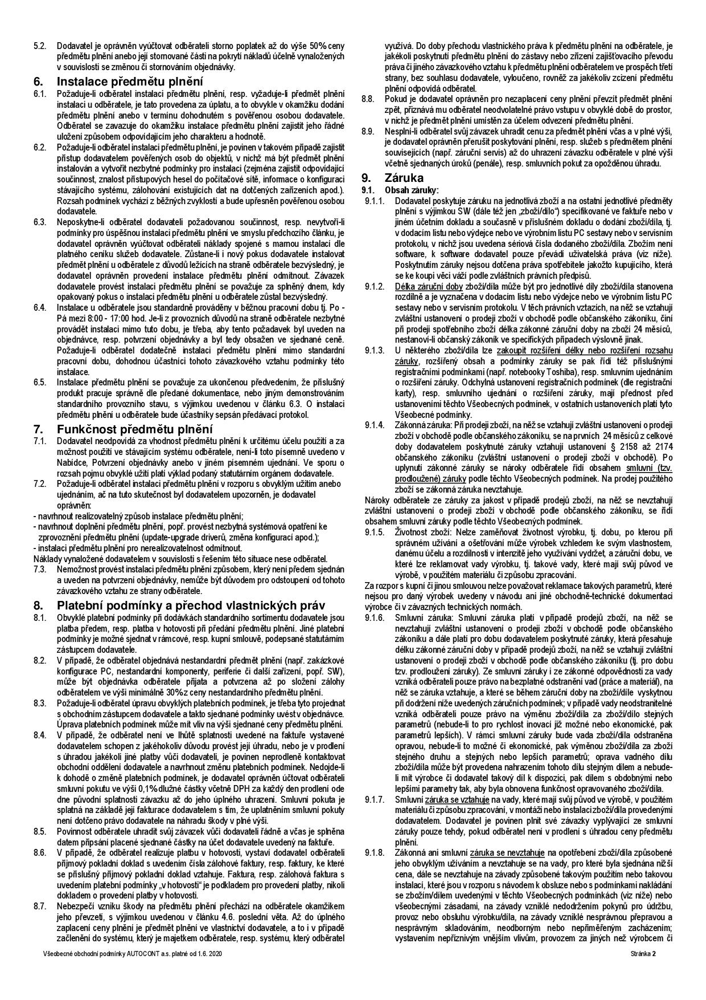 5.2. Dodavatel je oprávněn vyúčtovat odběrateli storno poplatek až do výše 50% ceny
předmětu plnění anebo její stornované části na pokrytí nákladů účelně vynaložených
v souvislosti se změnou či stornováním objednávky.
6. Instalace předmětu plnění
6.1. Požaduje-li odběratel instalaci předmětu plnění, resp. vyžaduje-li předmět plnění
instalaci u odběratele, je tato provedena za úplatu, a to obvykle v okamžiku dodání
předmětu plnění anebo v termínu dohodnutém s pověřenou osobou dodavatele.
Odběratel se zavazuje do okamžiku instalace předmětu plnění zajistit jeho řádné
uložení způsobem odpovídajícím jeho charakteru a hodnotě.
6.2. Požaduje-li odběratel instalaci předmětu plnění, je povinen v takovém případě zajistit
přístup dodavatelem pověřených osob do objektů, v nichž má být předmět plnění
instalován a vytvořit nezbytné podmínky pro instalaci (zejména zajistit odpovídající
součinnost, znalost přístupových hesel do počítačové sítě, informace o konfiguraci
stávajícího systému, zálohování existujících dat na dotčených zařízeních apod.).
Rozsah podmínek vychází z běžných zvyklostí a bude upřesněn pověřenou osobou
dodavatele.
6.3. Neposkytne-li odběratel dodavateli požadovanou součinnost, resp. nevytvoří-li
podmínky pro úspěšnou instalaci předmětu plnění ve smyslu předchozího článku, je
dodavatel oprávněn vyúčtovat odběrateli náklady spojené s marnou instalací dle
platného ceníku služeb dodavatele. Zůstane-li i nový pokus dodavatele instalovat
předmět plnění u odběratele z důvodů ležících na straně odběratele bezvýsledný, je
dodavatel oprávněn provedení instalace předmětu plnění odmítnout. Závazek
dodavatele provést instalaci předmětu plnění se považuje za splněný dnem, kdy
opakovaný pokus o instalaci předmětu plnění u odběratele zůstal bezvýsledný.
6.4. Instalace u odběratele jsou standardně prováděny v běžnou pracovní dobu tj. Po -
Pá mezi 8:00 - 17:00 hod. Je-li z provozních důvodů na straně odběratele nezbytné
provádět instalaci mimo tuto dobu, je třeba, aby tento požadavek byl uveden na
objednávce, resp. potvrzení objednávky a byl tedy obsažen ve sjednané ceně.
Požaduje-li odběratel dodatečně instalaci předmětu plnění mimo standardní
pracovní dobu, dohodnou účastníci tohoto závazkového vztahu podmínky této
instalace.
6.5. Instalace předmětu plnění se považuje za ukončenou předvedením, že příslušný
produkt pracuje správně dle předané dokumentace, nebo jiným demonstrováním
standardního provozního stavu, s výjimkou uvedenou v článku 6.3. O instalaci
předmětu plnění u odběratele bude účastníky sepsán předávací protokol.
7. Funkčnost předmětu plnění
7.1. Dodavatel neodpovídá za vhodnost předmětu plnění k určitému účelu použití a za
možnost použití ve stávajícím systému odběratele, není-li toto písemně uvedeno v
Nabídce, Potvrzení objednávky anebo v jiném písemném ujednání. Ve sporu o
rozsah pojmu obvyklé užití platí výklad podaný statutárním orgánem dodavatele.
7.2. Požaduje-li odběratel instalaci předmětu plnění v rozporu s obvyklým užitím anebo
ujednáním, ač na tuto skutečnost byl dodavatelem upozorněn, je dodavatel
oprávněn:
- navrhnout realizovatelný způsob instalace předmětu plnění;
- navrhnout doplnění předmětu plnění, popř. provést nezbytná systémová opatření ke
zprovoznění předmětu plnění (update-upgrade driverů, změna konfigurací apod.);
- instalaci předmětu plnění pro nerealizovatelnost odmítnout.
Náklady vynaložené dodavatelem v souvislosti s řešením této situace nese odběratel.
7.3. Nemožnost provést instalaci předmětu plnění způsobem, který není předem sjednán
a uveden na potvrzení objednávky, nemůže být důvodem pro odstoupení od tohoto
závazkového vztahu ze strany odběratele.
8. Platební podmínky a přechod vlastnických práv
8.1. Obvyklé platební podmínky při dodávkách standardního sortimentu dodavatele jsou
platba předem, resp. platba v hotovosti při předání předmětu plnění. Jiné platební
podmínky je možné sjednat v rámcové, resp. kupní smlouvě, podepsané statutárním
zástupcem dodavatele.
8.2. V případě, že odběratel objednává nestandardní předmět plnění (např. zakázkové
konfigurace PC, nestandardní komponenty, periferie či další zařízení, popř. SW),
může být objednávka odběratele přijata a potvrzena až po složení zálohy
odběratelem ve výši minimálně 30% z ceny nestandardního předmětu plnění.
8.3. Požaduje-li odběratel úpravu obvyklých platebních podmínek, je třeba tyto projednat
s obchodním zástupcem dodavatele a takto sjednané podmínky uvést v objednávce.
Úprava platebních podmínek může mít vliv na výši sjednané ceny předmětu plnění.
8.4. V případě, že odběratel není ve lhůtě splatnosti uvedené na faktuře vystavené
dodavatelem schopen z jakéhokoliv důvodu provést její úhradu, nebo je v prodlení
s úhradou jakékoli jiné platby vůči dodavateli, je povinen neprodleně kontaktovat
obchodní oddělení dodavatele a navrhnout změnu platebních podmínek. Nedojde-li
k dohodě o změně platebních podmínek, je dodavatel oprávněn účtovat odběrateli
smluvní pokutu ve výši 0,1% dlužné částky včetně DPH za každý den prodlení ode
dne původní splatnosti závazku až do jeho úplného uhrazení. Smluvní pokuta je
splatná na základě její fakturace dodavatelem s tím, že uplatněním smluvní pokuty
není dotčeno právo dodavatele na náhradu škody v plné výši.
8.5. Povinnost odběratele uhradit svůj závazek vůči dodavateli řádně a včas je splněna
datem připsání placené sjednané částky na účet dodavatele uvedený na faktuře.
8.6. V případě, že odběratel realizuje platbu v hotovosti, vystaví dodavatel odběrateli
příjmový pokladní doklad s uvedením čísla zálohové faktury, resp. faktury, ke které
se příslušný příjmový pokladní doklad vztahuje. Faktura, resp. zálohová faktura s
uvedením platební podmínky „v hotovosti“ je podkladem pro provedení platby, nikoli
dokladem o provedení platby v hotovosti.
8.7. Nebezpečí vzniku škody na předmětu plnění přechází na odběratele okamžikem
jeho převzetí, s výjimkou uvedenou v článku 4.6. poslední věta. Až do úplného
zaplacení ceny plnění je předmět plnění ve vlastnictví dodavatele, a to i v případě
začlenění do systému, který je majetkem odběratele, resp. systému, který odběratel
využívá. Do doby přechodu vlastnického práva k předmětu plnění na odběratele, je
jakékoli poskytnutí předmětu plnění do zástavy nebo zřízení zajišťovacího převodu
práva či jiného závazkového vztahu k předmětu plnění odběratelem ve prospěch třetí
strany, bez souhlasu dodavatele, vyloučeno, rovněž za jakékoliv zcizení předmětu
plnění odpovídá odběratel.
8.8. Pokud je dodavatel oprávněn pro nezaplacení ceny plnění převzít předmět plnění
zpět, přiznává mu odběratel neodvolatelné právo vstupu v obvyklé době do prostor,
v nichž je předmět plnění umístěn za účelem odvezení předmětu plnění.
8.9. Nesplní-li odběratel svůj závazek uhradit cenu za předmět plnění včas a v plné výši,
je dodavatel oprávněn přerušit poskytování plnění, resp. služeb s předmětem plnění
souvisejících (např. záruční servis) až do uhrazení závazku odběratele v plné výši
včetně sjednaných úroků (penále), resp. smluvních pokut za opožděnou úhradu.
9. Záruka
9.1. Obsah záruky:
9.1.1. Dodavatel poskytuje záruku na jednotlivá zboží a na ostatní jednotlivé předměty
plnění s výjimkou SW (dále též jen „zboží/dílo“) specifikované ve faktuře nebo v
jiném účetním dokladu a současně v příslušném dokladu o dodání zboží/díla, tj.
v dodacím listu nebo výdejce nebo ve výrobním listu PC sestavy nebo v servisním
protokolu, v nichž jsou uvedena sériová čísla dodaného zboží/díla. Zbožím není
software, k software dodavatel pouze převádí uživatelská práva (viz níže).
Poskytnutím záruky nejsou dotčena práva spotřebitele jakožto kupujícího, která
se ke koupi věci váží podle zvláštních právních předpisů.
9.1.2. Délka záruční doby zboží/díla může být pro jednotlivé díly zboží/díla stanovena
rozdílně a je vyznačena v dodacím listu nebo výdejce nebo ve výrobním listu PC
sestavy nebo v servisním protokolu. V těch právních vztazích, na něž se vztahují
zvláštní ustanovení o prodeji zboží v obchodě podle občanského zákoníku, činí
při prodeji spotřebního zboží délka zákonné záruční doby na zboží 24 měsíců,
nestanoví-li občanský zákoník ve specifických případech výslovně jinak.
9.1.3. U některého zboží/díla lze zakoupit rozšíření délky nebo rozšíření rozsahu
záruky, rozšířený obsah a podmínky záruky se pak řídí též příslušnými
registračními podmínkami (např. notebooky Toshiba), resp. smluvním ujednáním
o rozšíření záruky. Odchylná ustanovení registračních podmínek (dle registrační
karty), resp. smluvního ujednání o rozšíření záruky, mají přednost před
ustanoveními těchto Všeobecných podmínek, v ostatních ustanoveních platí tyto
Všeobecné podmínky.
9.1.4. Zákonná záruka: Při prodeji zboží, na něž se vztahují zvláštní ustanovení o prodeji
zboží v obchodě podle občanského zákoníku, se na prvních 24 měsíců z celkové
doby dodavatelem poskytnuté záruky vztahují ustanovení § 2158 až 2174
občanského zákoníku (zvláštní ustanovení o prodeji zboží v obchodě). Po
uplynutí zákonné záruky se nároky odběratele řídí obsahem smluvní (tzv.
prodloužené) záruky podle těchto Všeobecných podmínek. Na prodej použitého
zboží se zákonná záruka nevztahuje.
Nároky odběratele ze záruky za jakost v případě prodejů zboží, na něž se nevztahují
zvláštní ustanovení o prodeji zboží v obchodě podle občanského zákoníku, se řídí
obsahem smluvní záruky podle těchto Všeobecných podmínek.
9.1.5. Životnost zboží: Nelze zaměňovat životnost výrobku, tj. dobu, po kterou při
správném užívání a ošetřování může výrobek vzhledem ke svým vlastnostem,
danému účelu a rozdílnosti v intenzitě jeho využívání vydržet, a záruční dobu, ve
které lze reklamovat vady výrobku, tj. takové vady, které mají svůj původ ve
výrobě, v použitém materiálu či způsobu zpracování.
Za rozpor s kupní či jinou smlouvou nelze považovat reklamace takových parametrů, které
nejsou pro daný výrobek uvedeny v návodu ani jiné obchodně-technické dokumentaci
výrobce či v závazných technických normách.
9.1.6. Smluvní záruka: Smluvní záruka platí v případě prodejů zboží, na něž se
nevztahují zvláštní ustanovení o prodeji zboží v obchodě podle občanského
zákoníku a dále platí pro dobu dodavatelem poskytnuté záruky, která přesahuje
délku zákonné záruční doby v případě prodejů zboží, na něž se vztahují zvláštní
ustanovení o prodeji zboží v obchodě podle občanského zákoníku (tj. pro dobu
tzv. prodloužení záruky). Ze smluvní záruky i ze zákonné odpovědnosti za vady
vzniká odběrateli pouze právo na bezplatné odstranění vad (práce a materiál), na
něž se záruka vztahuje, a které se během záruční doby na zboží/díle vyskytnou
při dodržení níže uvedených záručních podmínek; v případě vady neodstranitelné
vzniká odběrateli pouze právo na výměnu zboží/díla za zboží/dílo stejných
parametrů (nebude-li to pro rychlost inovací již možné nebo ekonomické, pak
parametrů lepších). V rámci smluvní záruky bude vada zboží/díla odstraněna
opravou, nebude-li to možné či ekonomické, pak výměnou zboží/díla za zboží
stejného druhu a stejných nebo lepších parametrů; oprava vadného dílu
zboží/díla může být provedena nahrazením tohoto dílu stejným dílem a nebude-
li mít výrobce či dodavatel takový díl k dispozici, pak dílem s obdobnými nebo
lepšími parametry tak, aby byla obnovena funkčnost opravovaného zboží/díla.
9.1.7. Smluvní záruka se vztahuje na vady, které mají svůj původ ve výrobě, v použitém
materiálu či způsobu zpracování, v montáži nebo instalaci zboží/díla provedenými
dodavatelem. Dodavatel je povinen plnit své závazky vyplývající ze smluvní
záruky pouze tehdy, pokud odběratel není v prodlení s úhradou ceny předmětu
plnění.
9.1.8. Zákonná ani smluvní záruka se nevztahuje na opotřebení zboží/díla způsobené
jeho obvyklým užíváním a nevztahuje se na vady, pro které byla sjednána nižší
cena, dále se nevztahuje na závady způsobené takovým použitím nebo takovou
instalací, které jsou v rozporu s návodem k obsluze nebo s podmínkami nakládání
se zbožím/dílem uvedenými v těchto Všeobecných podmínkách (viz níže) nebo
všeobecnými zásadami, na závady vzniklé nedodržením pokynů pro údržbu,
provoz nebo obsluhu výrobku/díla, na závady vzniklé nesprávnou přepravou a
nesprávným skladováním, neodborným nebo nepřiměřeným zacházením;
vystavením nepříznivým vnějším vlivům, provozem za jiných než výrobcem či
Všeobecné obchodní podmínky AUTOCONT a.s. platné od 1.6. 2020
Stránka 2